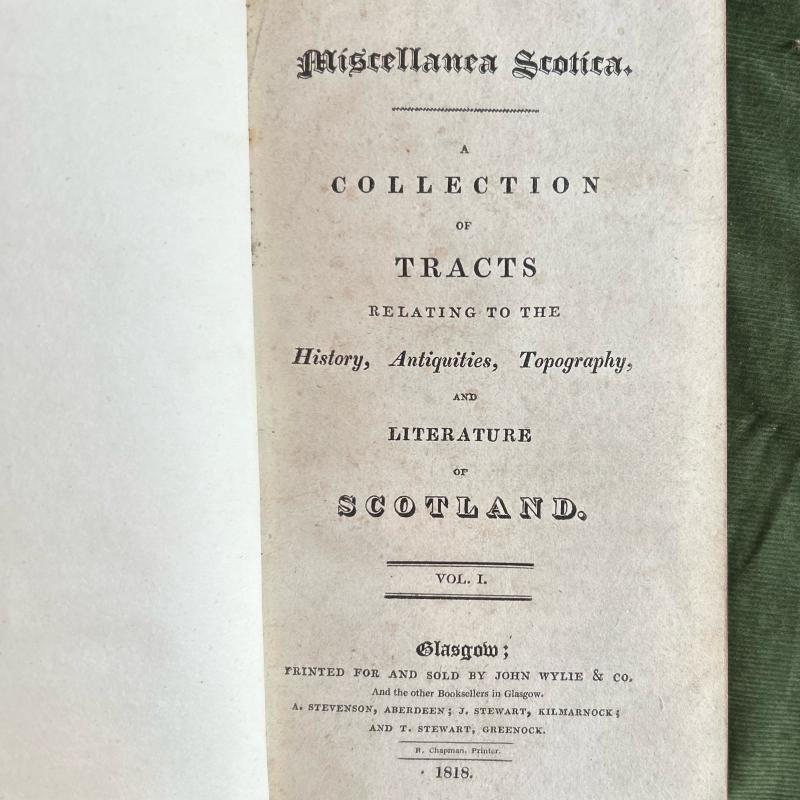 Miscellanea Scotica.
A
COLLECTION
OF
TRACTS
RELATING TO THE
History, Antiquities, Topography,
AND
LITERATURE
OF
SCOTLAND.
VOL. I.
Glasgow;
PRINTED FOR AND SOLD BY JOHN WYLIE & CO.
And the other Booksellers in Glasgow.
A. STEVENSON, ABERDEEN; J. STEWART, KILMARNOCK;
AND T. STEWART, GREENOCK.
R. Chapman, Printer.
1818.